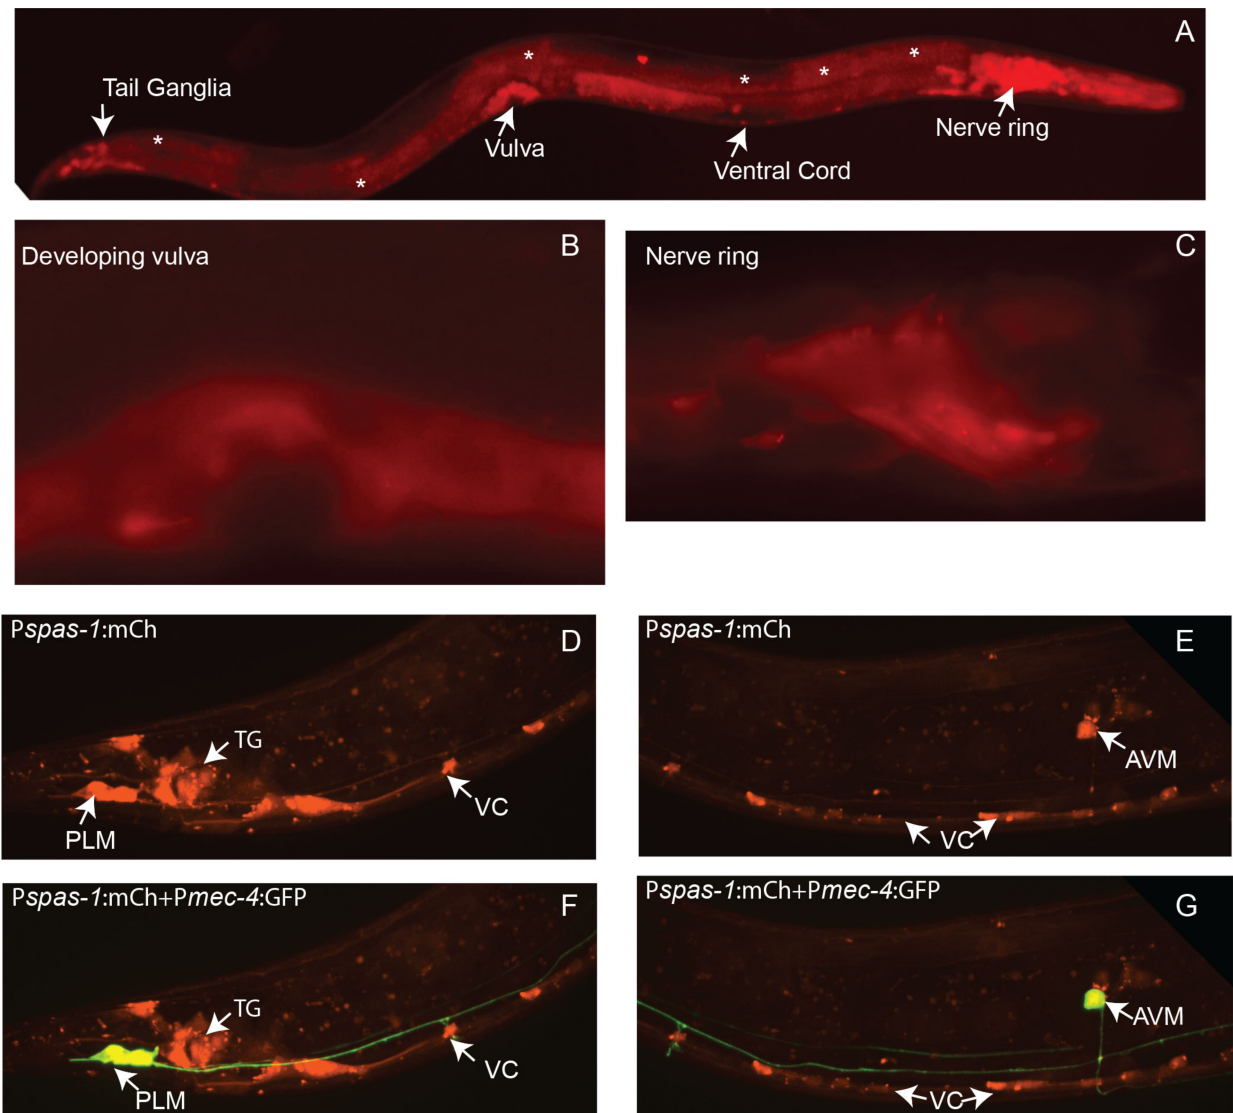 A
Tail Ganglia
*
*
*
*
*
*
Vulva
Ventral Cord
Nerve ring
Developing vulva
B
Nerve ring
C
Pspas-1:mCh
D
TG
VC
PLM
Pspas-1:mCh
E
AVM
VC
Pspas-1:mCh+Pmec-4:GFP
F
TG
VC
PLM
Pspas-1:mCh+Pmec-4:GFP
G
AVM
VC